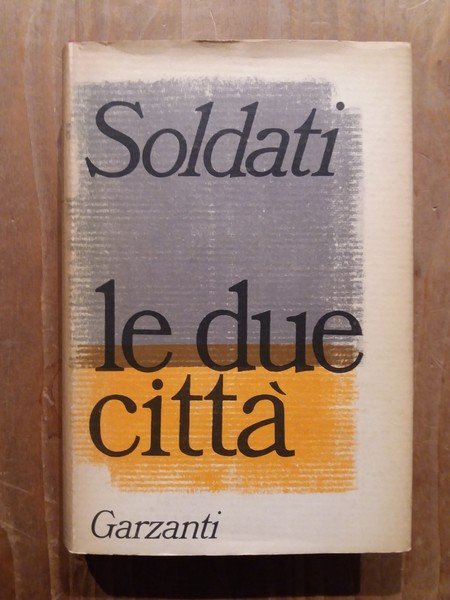 Soldati
le due
città
Garzanti